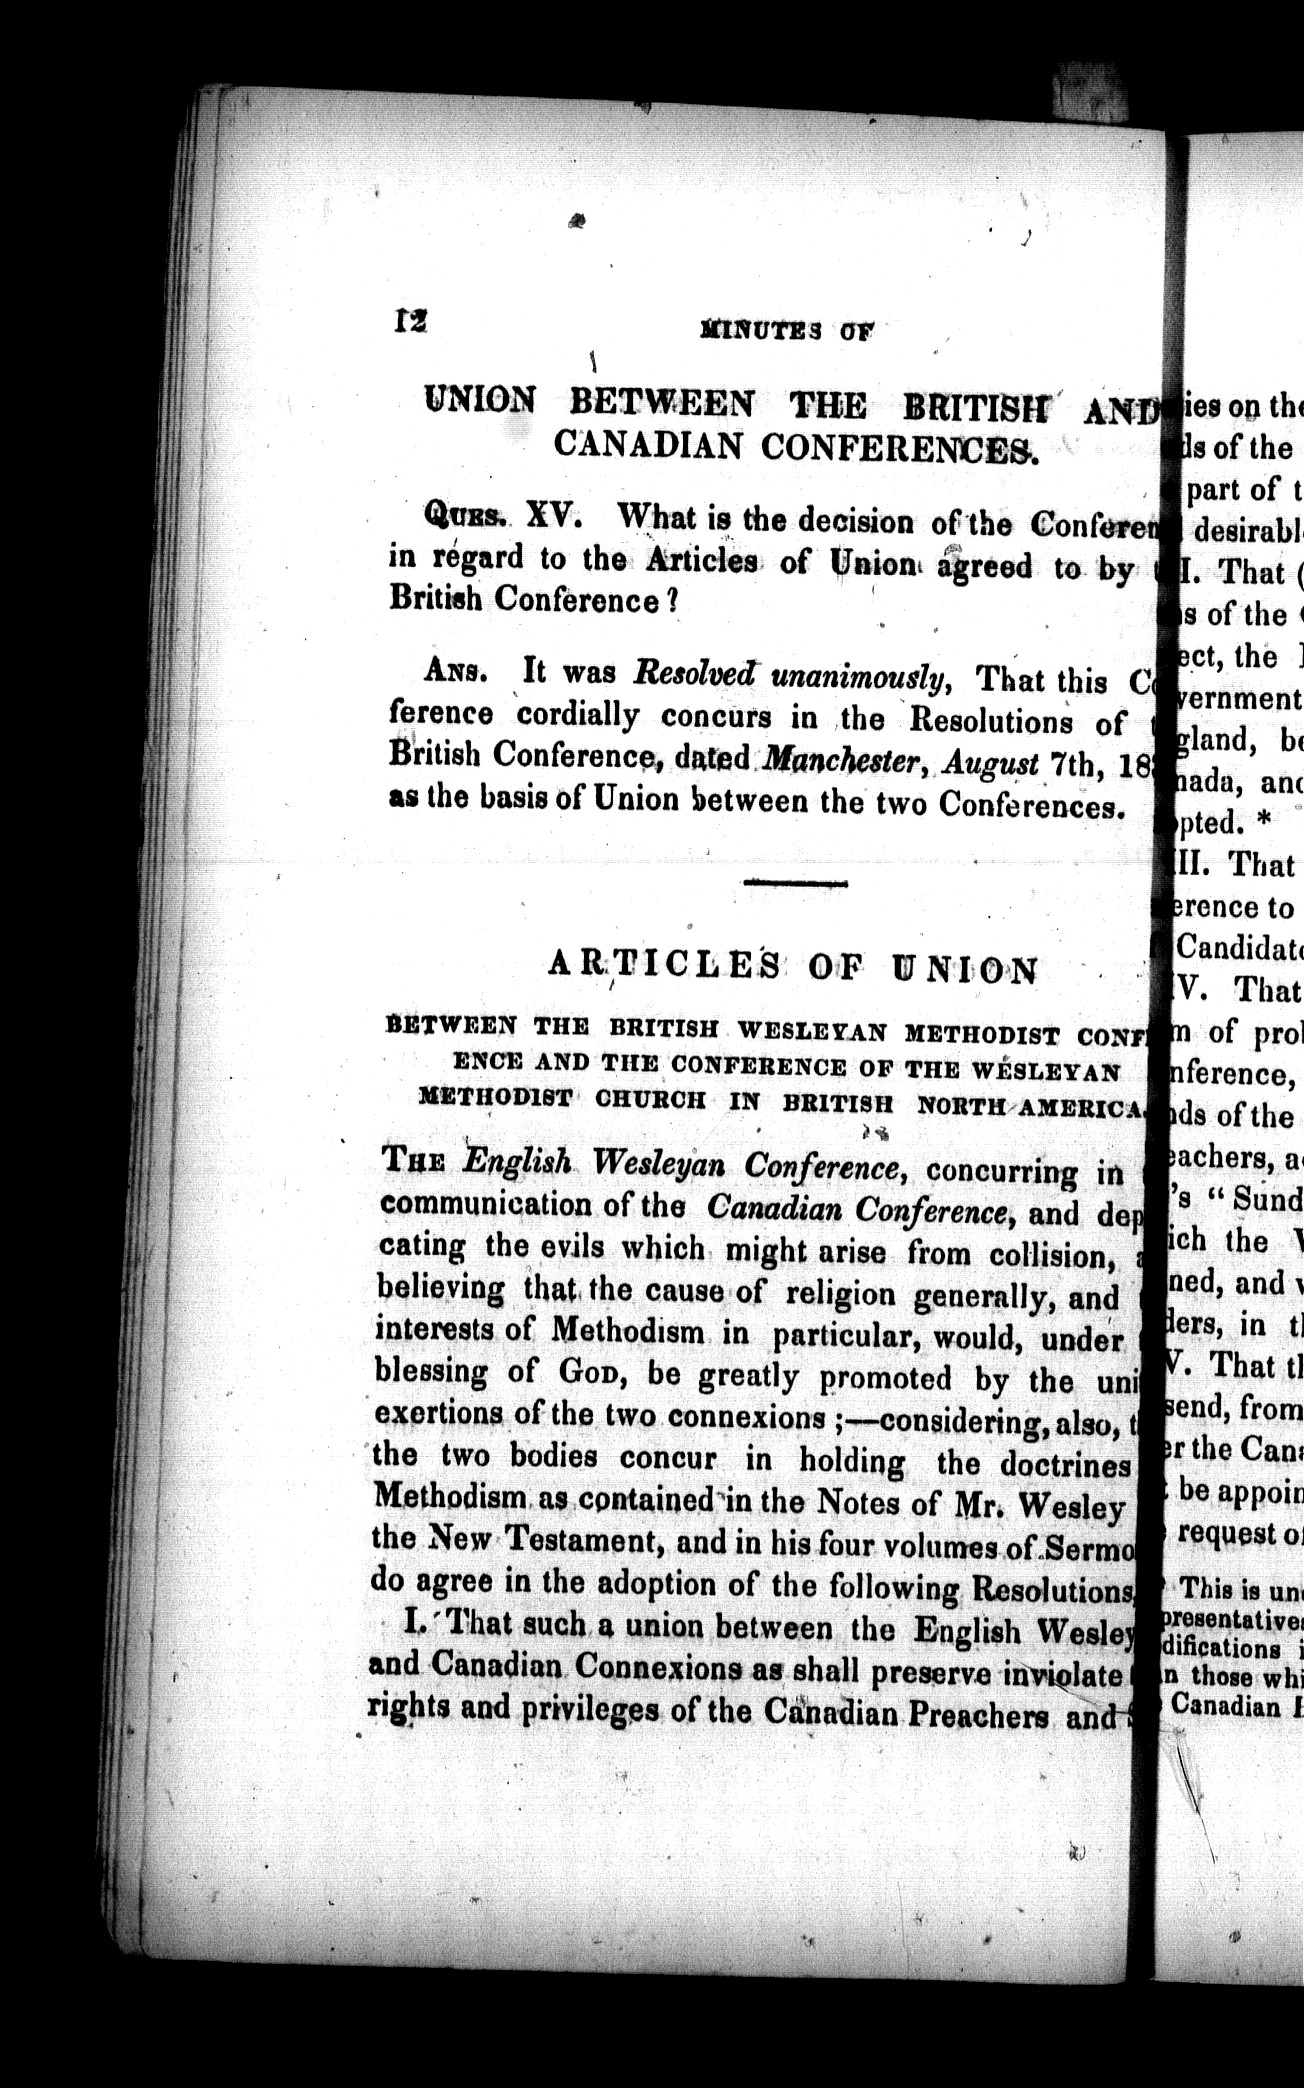 12
MINUTES OF
UNION BETWEEN THE BRITISH AND
CANADIAN CONFERENCES.
QUES. XV. What is the decision of the Conferen
in regard to the Articles of Union agreed to by
British Conference?
ANS. It was Resolved unanimously, That this Co
ference cordially concurs in the Resolutions of
British Conference, dated Manchester, August 7th, 18
as the basis of Union between the two Conferences.
ARTICLES OF UNION
BETWEEN THE BRITISH WESLEYAN METHODIST CONF
ENCE AND THE CONFERENCE OF THE WESLEYAN
METHODIST CHURCH IN BRITISH NORTH AMERICA.
THE English Wesleyan Conference, concurring in
communication of the Canadian Conference, and dep
cating the evils which might arise from collision,
believing that the cause of religion generally, and
interests of Methodism in particular, would, under
blessing of GOD, be greatly promoted by the uni
exertions of the two connexions;—considering, also, t
the two bodies concur in holding the doctrines
Methodism as contained in the Notes of Mr. Wesley
the New Testament, and in his four volumes of Sermo
do agree in the adoption of the following Resolutions
I. That such a union between the English Wesley
and Canadian Connexions as shall preserve inviolate
rights and privileges of the Canadian Preachers and
ies on the
ds of the
part of t
desirabl
I. That (
s of the
ect, the
vernment
gland, be
nada, and
opted. *
II. That
erence to
Candidate
V. That
m of pro
nference,
nds of the
eachers, a
's "Sund
ich the
ned, and
ders, in t
V. That th
send, from
er the Can
be appoin
request o
This is un
presentatives
difications i
n those whi
Canadian